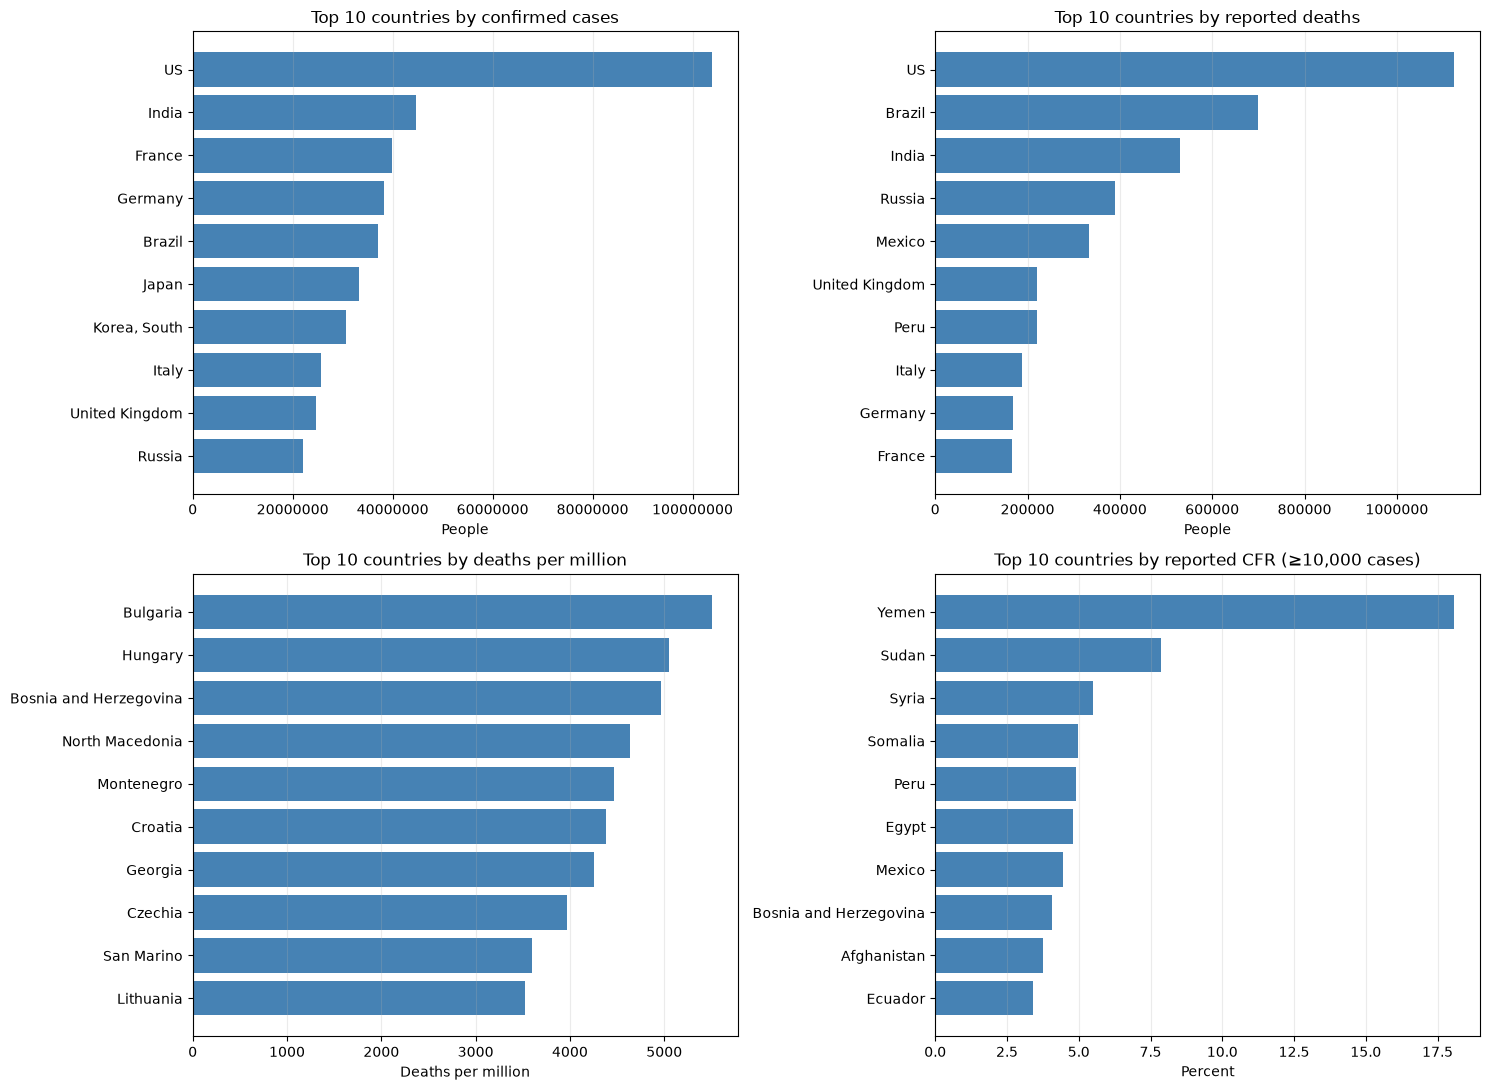 Top 10 countries by confirmed cases
US
India
France
Germany
Brazil
Japan
Korea, South
Italy
United Kingdom
Russia
0 20000000 40000000 60000000 80000000 100000000
People
Top 10 countries by reported deaths
US
Brazil
India
Russia
Mexico
United Kingdom
Peru
Italy
Germany
France
0 200000 400000 600000 800000 1000000
People
Top 10 countries by deaths per million
Bulgaria
Hungary
Bosnia and Herzegovina
North Macedonia
Montenegro
Croatia
Georgia
Czechia
San Marino
Lithuania
0 1000 2000 3000 4000 5000
Deaths per million
Top 10 countries by reported CFR (≥10,000 cases)
Yemen
Sudan
Syria
Somalia
Peru
Egypt
Mexico
Bosnia and Herzegovina
Afghanistan
Ecuador
0.0 2.5 5.0 7.5 10.0 12.5 15.0 17.5
Percent